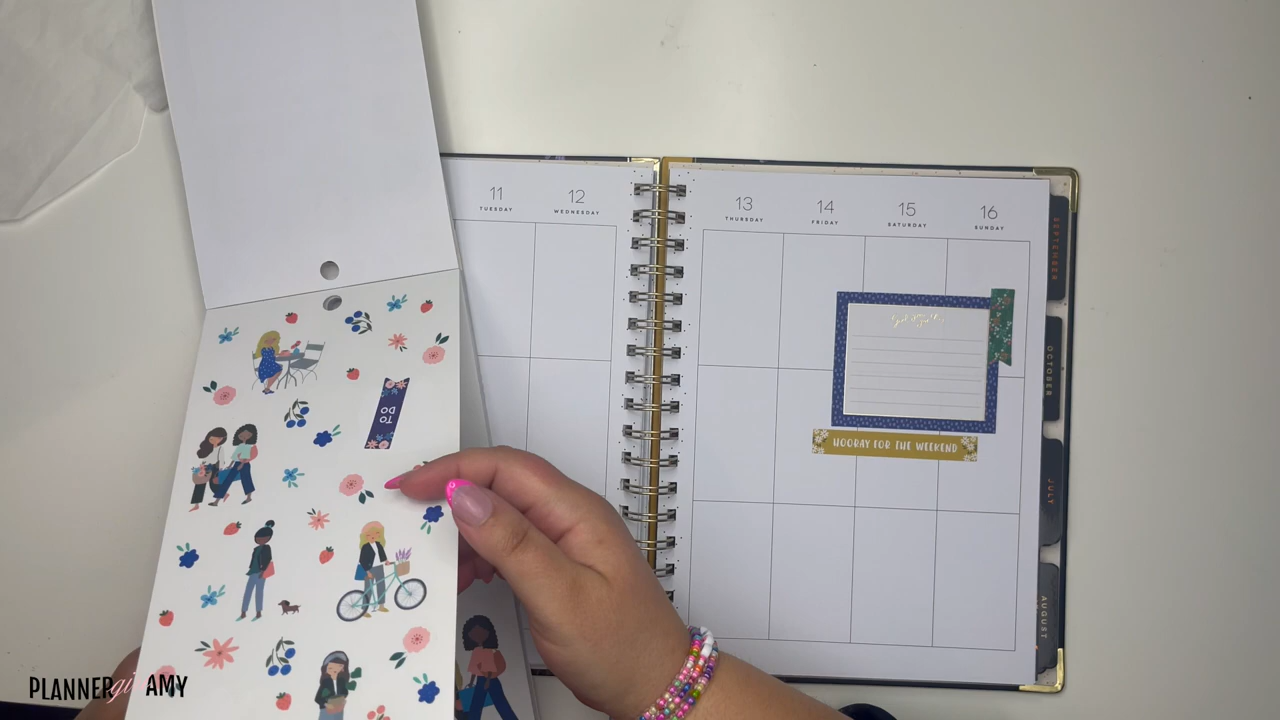 11
TUESDAY
12
WEDNESDAY
13
THURSDAY
14
FRIDAY
15
SATURDAY
16
SUNDAY
SEPTEMBER
OCTOBER
JULY
AUGUST
TO
DO
HOORAY FOR THE WEEKEND
PLANNERgirl AMY